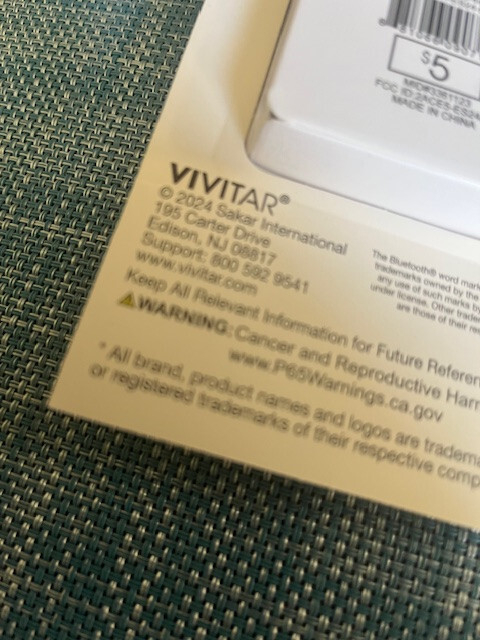 $5
MADE IN CHINA
VIVITAR®
© 2024 Sakar International
195 Carter Drive
Edison, NJ 08817
Support: 800 592 9541
www.vivitar.com
The Bluetooth® word
trademarks owned by the
any use of such marks by
under license. Other
are those of their
Keep All Relevant Information for Future
⚠WARNING: Cancer and Reproductive
www.P65Warnings.ca.gov
* All brand, product names and logos are
or registered trademarks of their respective